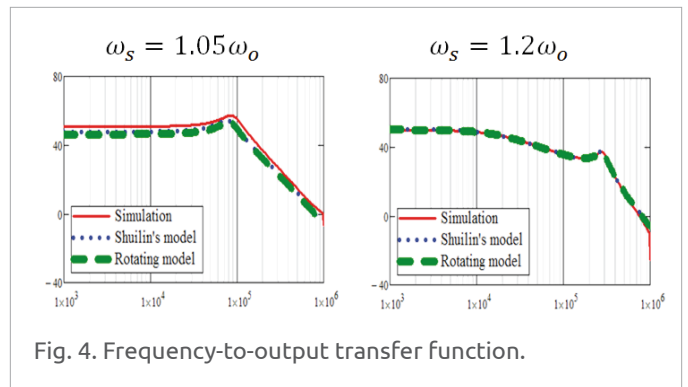 ωₛ = 1.05ωₒ
80
40
0
− 40
Simulation
Shuilin's model
Rotating model
1×10³ 1×10⁴ 1×10⁵ 1×10⁶
ωₛ = 1.2ωₒ
80
40
0
− 40
Simulation
Shuilin's model
Rotating model
1×10³ 1×10⁴ 1×10⁵ 1×10⁶
Fig. 4. Frequency-to-output transfer function.